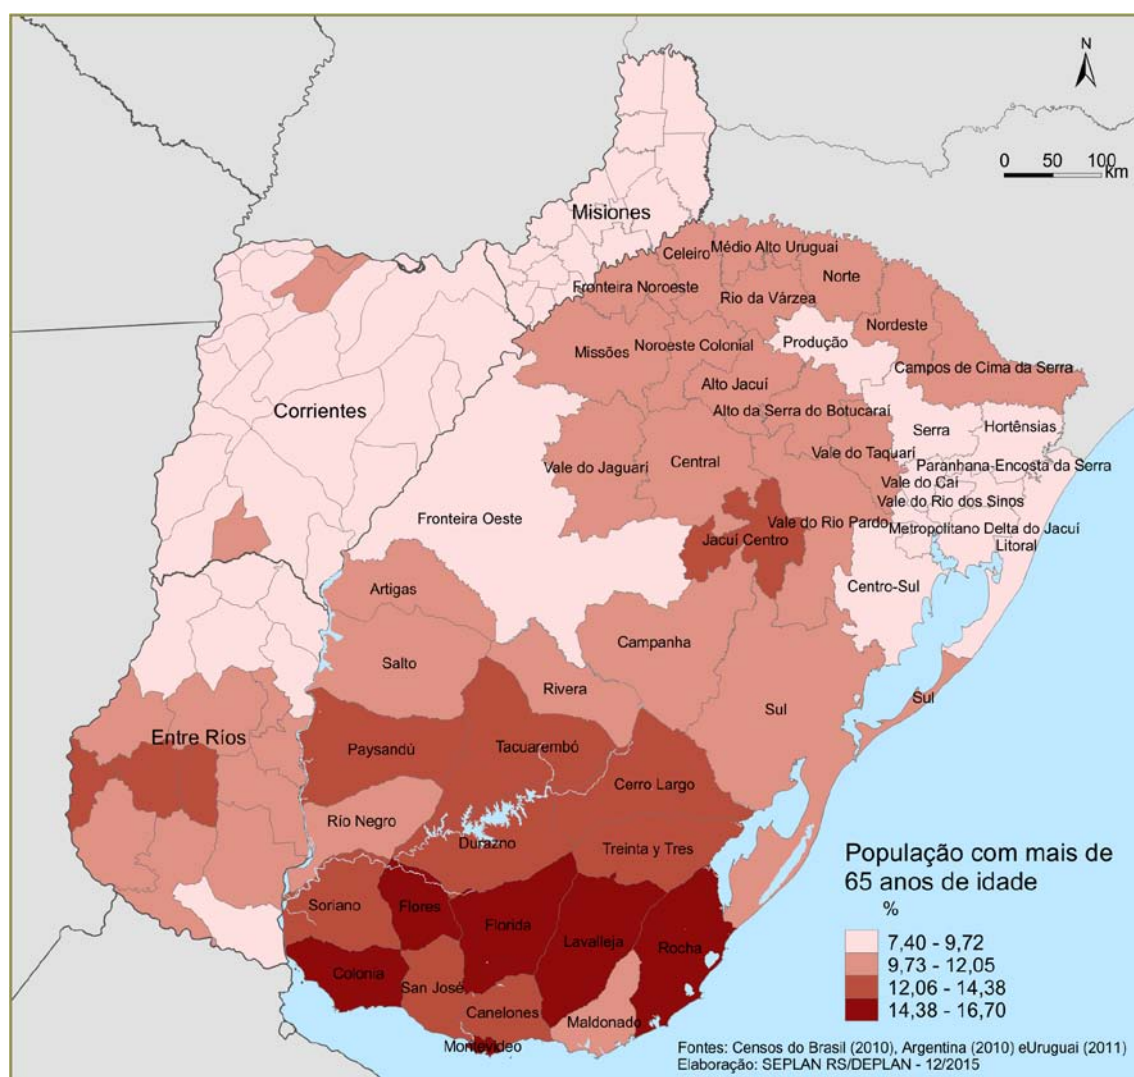 N
0 50 100
km
Misiones
Celeiro
Médio Alto Uruguai
Norte
Fronteira Noroeste
Rio da Várzea
Nordeste
Missões
Noroeste Colonial
Produção
Campos de Cima da Serra
Alto Jacuí
Corrientes
Alto da Serra do Botucaraí
Serra
Hortênsias
Vale do Jaguari
Central
Vale do Taquari
Paranhana-Encosta da Serra
Vale do Caí
Vale do Rio dos Sinos
Fronteira Oeste
Vale do Rio Pardo
Metropolitano Delta do Jacuí
Jacuí Centro
Litoral
Artigas
Centro-Sul
Campanha
Salto
Rivera
Sul
Sul
Entre Ríos
Paysandú
Tacuarembó
Cerro Largo
Río Negro
Durazno
Treinta y Tres
Soriano
Flores
Florida
Lavalleja
Rocha
Colonia
San José
Canelones
Maldonado
Montevideo
População com mais de
65 anos de idade
%
7,40 - 9,72
9,73 - 12,05
12,06 - 14,38
14,38 - 16,70
Fontes: Censos do Brasil (2010), Argentina (2010) eUruguai (2011)
Elaboração: SEPLAN RS/DEPLAN - 12/2015